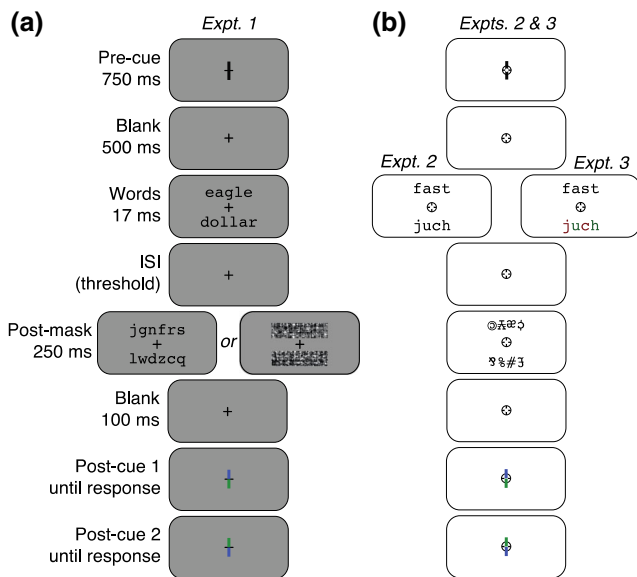 (a) Expt. 1
(b) Expts. 2 & 3
Pre-cue
750 ms
Blank
500 ms
Expt. 2
Expt. 3
Words
17 ms
eagle
+
dollar
fast
juch
fast
juch
ISI
(threshold)
Post-mask
250 ms
jgnfrs
+
lwdzcq
or
Blank
100 ms
Post-cue 1
until response
Post-cue 2
until response